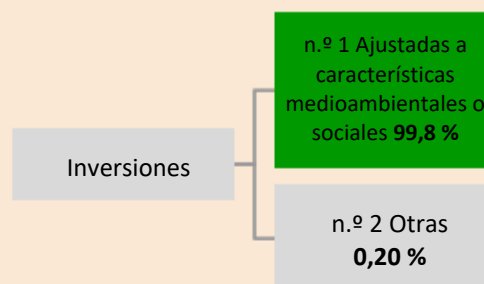 n.º 1 Ajustadas a
características
medioambientales o
sociales 99,8 %
Inversiones
n.º 2 Otras
0,20 %